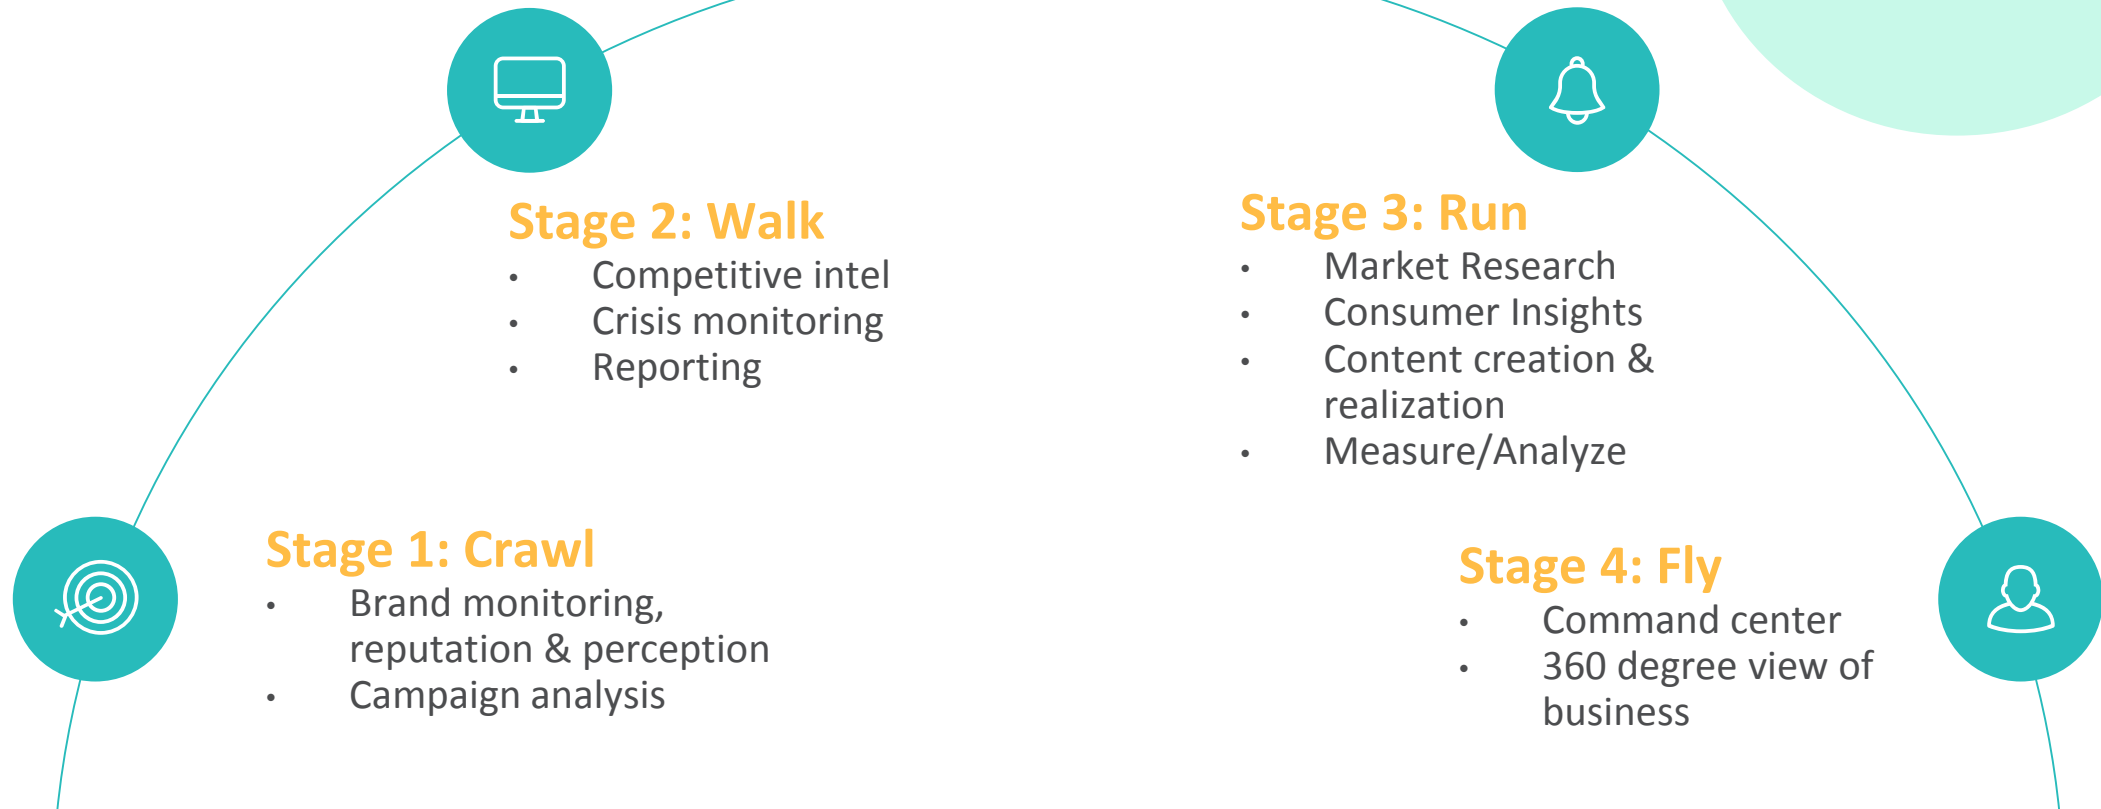 Stage 1: Crawl
• Brand monitoring,
reputation & perception
• Campaign analysis
Stage 2: Walk
• Competitive intel
• Crisis monitoring
• Reporting
Stage 3: Run
• Market Research
• Consumer Insights
• Content creation &
realization
• Measure/Analyze
Stage 4: Fly
• Command center
• 360 degree view of
business